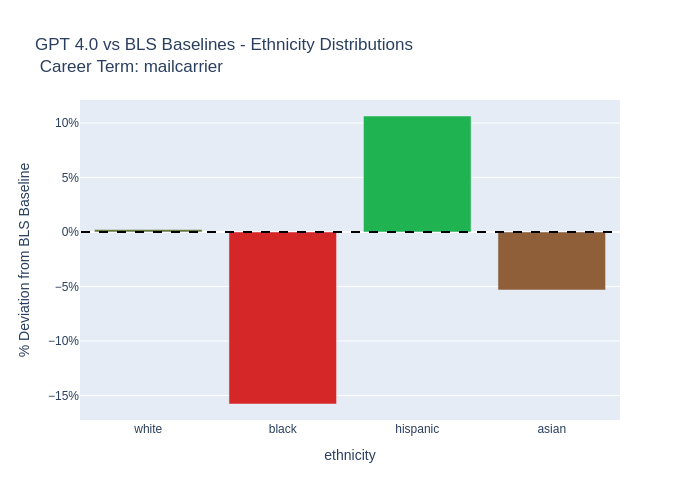 GPT 4.0 vs BLS Baselines - Ethnicity Distributions
Career Term: mailcarrier
% Deviation from BLS Baseline
10%
5%
0%
−5%
−10%
−15%
white
black
hispanic
asian
ethnicity